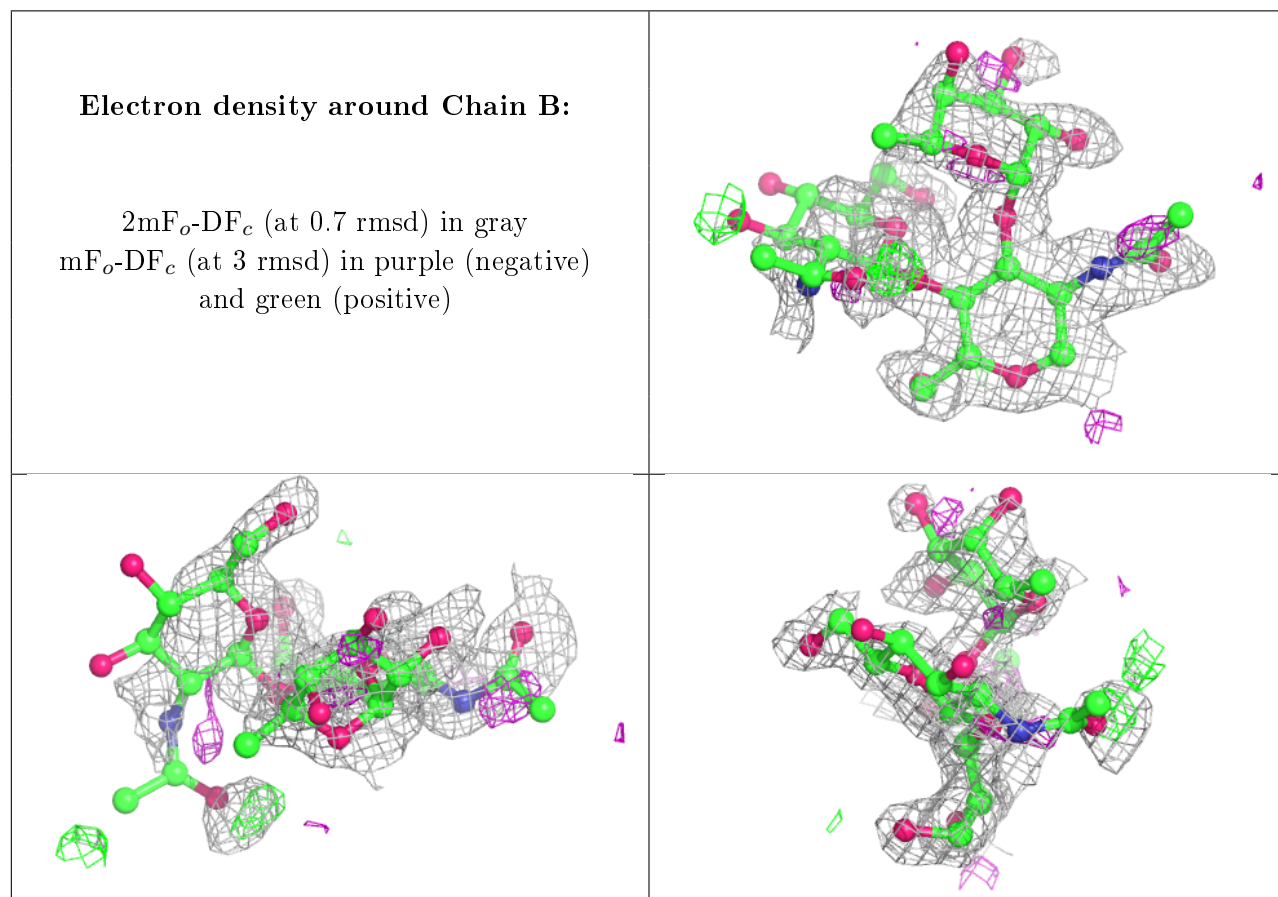 Electron density around Chain B:
2mFo-DFc (at 0.7 rmsd) in gray
mFo-DFc (at 3 rmsd) in purple (negative)
and green (positive)